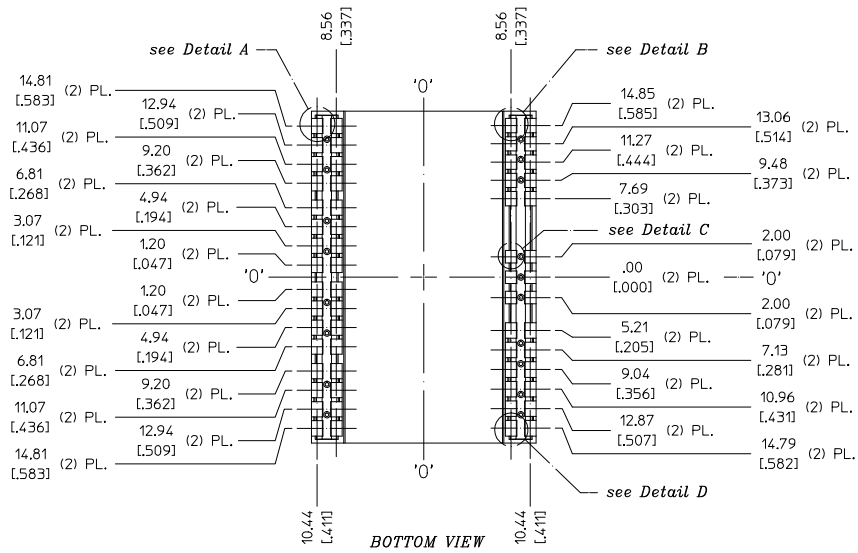 8.56
[.337]
8.56
[.337]
see Detail A
see Detail B
'0'
14.81
[.583] (2) PL.
12.94
[.509] (2) PL.
11.07
[.436] (2) PL.
9.20
[.362] (2) PL.
6.81
[.268] (2) PL.
4.94
[.194] (2) PL.
3.07
[.121] (2) PL.
1.20
[.047] (2) PL.
'0'
1.20
[.047] (2) PL.
3.07
[.121] (2) PL.
4.94
[.194] (2) PL.
6.81
[.268] (2) PL.
9.20
[.362] (2) PL.
11.07
[.436] (2) PL.
12.94
[.509] (2) PL.
14.81
[.583] (2) PL.
14.85
[.585] (2) PL.
13.06
[.514] (2) PL.
11.27
[.444] (2) PL.
9.48
[.373] (2) PL.
7.69
[.303] (2) PL.
see Detail C
2.00
[.079] (2) PL.
.00
[.000] (2) PL.
'0'
2.00
[.079] (2) PL.
5.21
[.205] (2) PL.
7.13
[.281] (2) PL.
9.04
[.356] (2) PL.
10.96
[.431] (2) PL.
12.87
[.507] (2) PL.
14.79
[.582] (2) PL.
'0'
see Detail D
10.44
[.411]
10.44
[.411]
BOTTOM VIEW